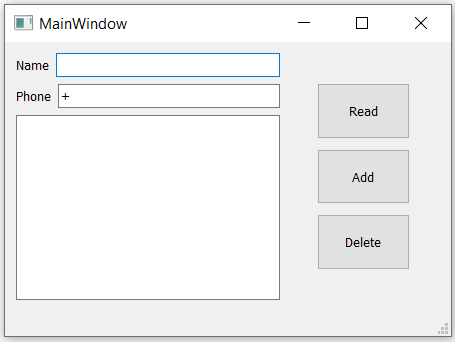 MainWindow
Name
Phone +
Read
Add
Delete